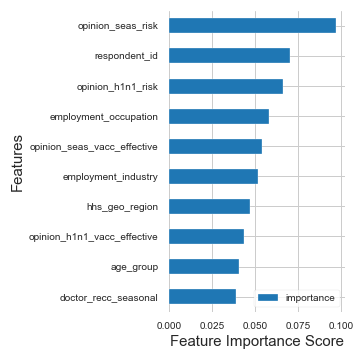 opinion_seas_risk
respondent_id
opinion_h1n1_risk
employment_occupation
opinion_seas_vacc_effective
employment_industry
hhs_geo_region
opinion_h1n1_vacc_effective
age_group
doctor_recc_seasonal
Features
importance
0.000 0.025 0.050 0.075 0.100
Feature Importance Score